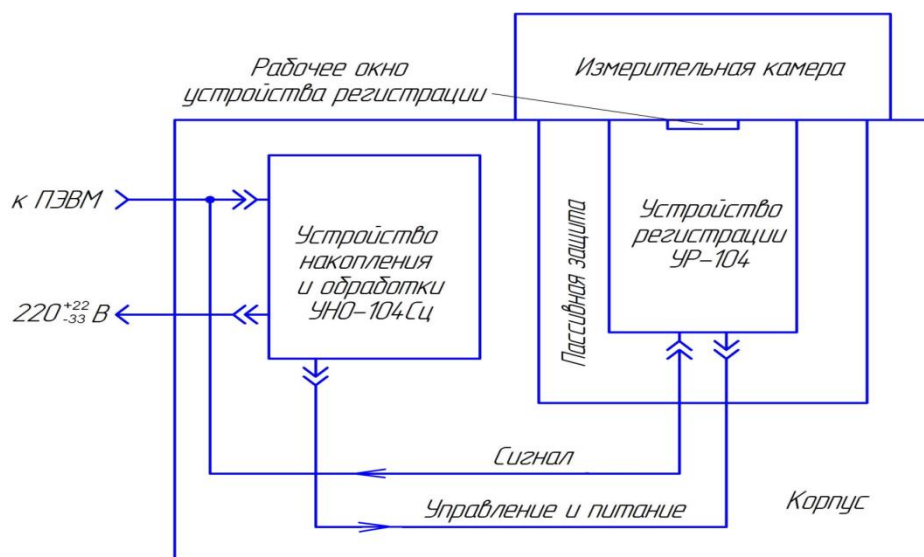 Рабочее окно
устройства регистрации
Измерительная камера
к ПЭВМ
Устройство
накопления
и обработки
УНО-104Сц
220 +22 -33 В
Пассивная защита
Устройство
регистрации
УР-104
Сигнал
Управление и питание
Корпус